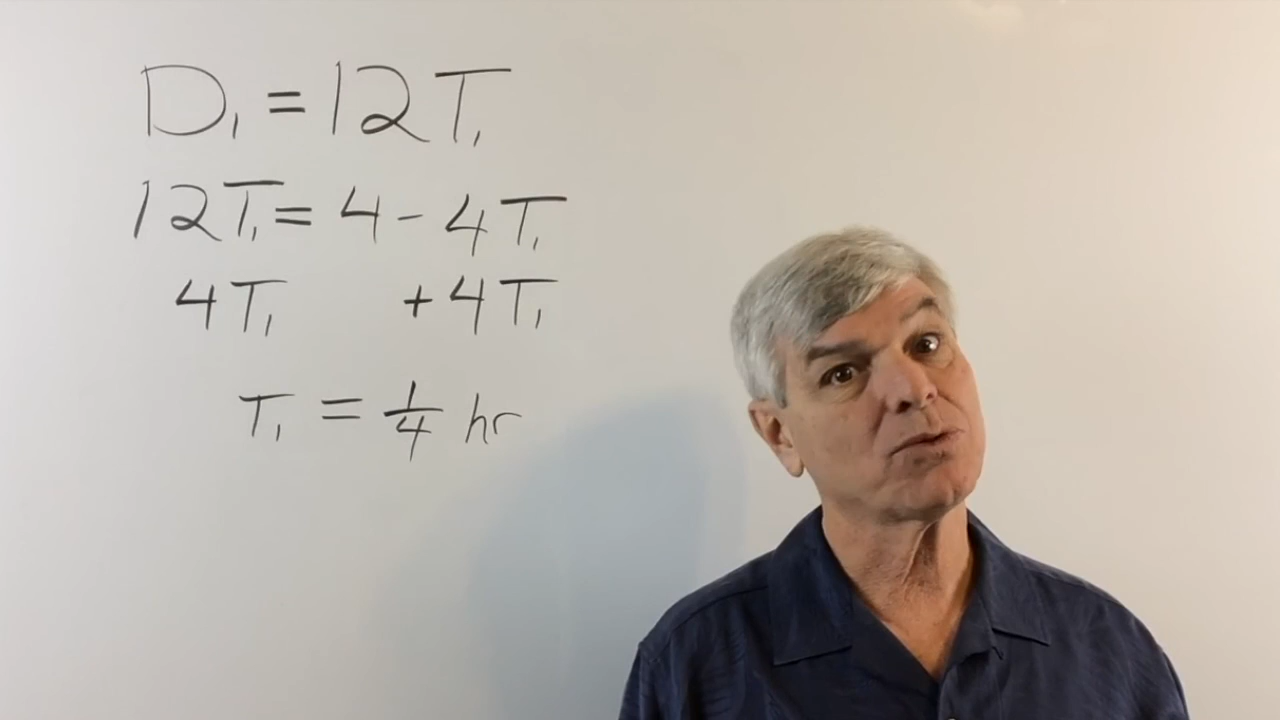 D₁ = 12T₁
12T₁ = 4 - 4T₁
4T₁ + 4T₁
T₁ = 1/4 hr